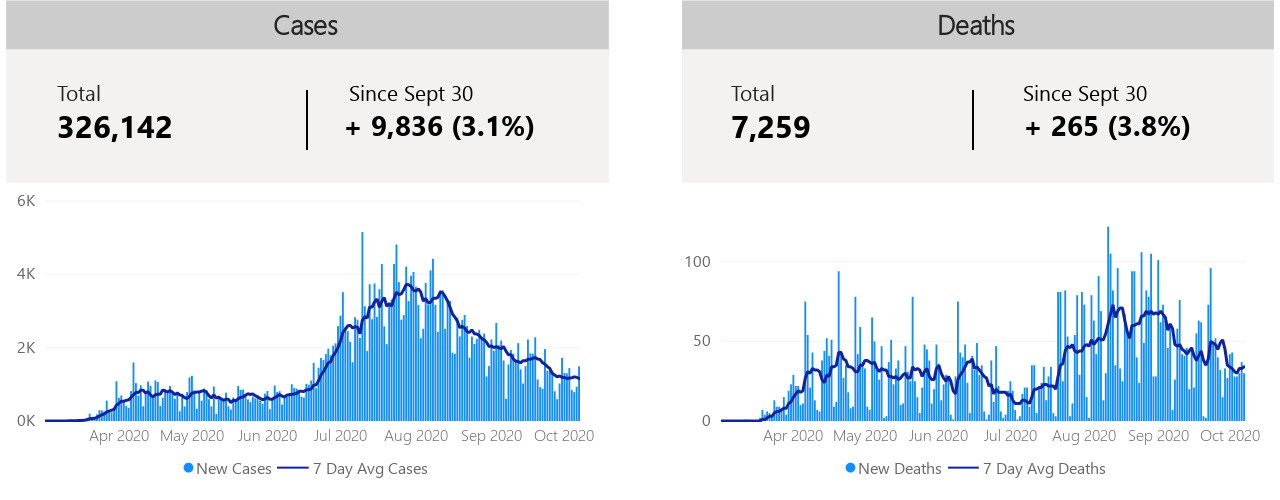 Cases
Total
Since Sept 30
326,142
+ 9,836 (3.1%)
6K
4K
2K
0K
Apr 2020 May 2020 Jun 2020 Jul 2020 Aug 2020 Sep 2020 Oct 2020
New Cases 7 Day Avg Cases
Deaths
Total
Since Sept 30
7,259
+ 265 (3.8%)
100
50
0
Apr 2020 May 2020 Jun 2020 Jul 2020 Aug 2020 Sep 2020 Oct 2020
New Deaths 7 Day Avg Deaths